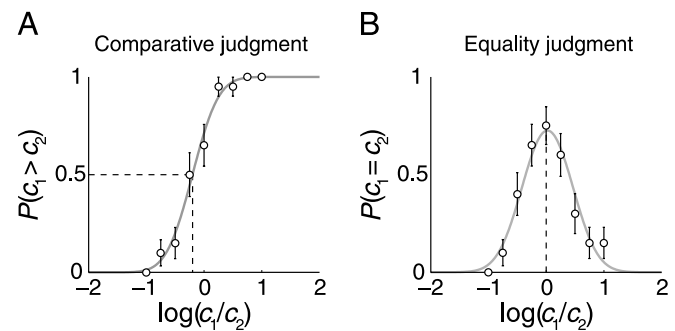 A
Comparative judgment
P(c₁ > c₂)
1
0.5
0
−2 −1 0 1 2
log(c₁/c₂)
B
Equality judgment
P(c₁ = c₂)
1
0.5
0
−2 −1 0 1 2
log(c₁/c₂)